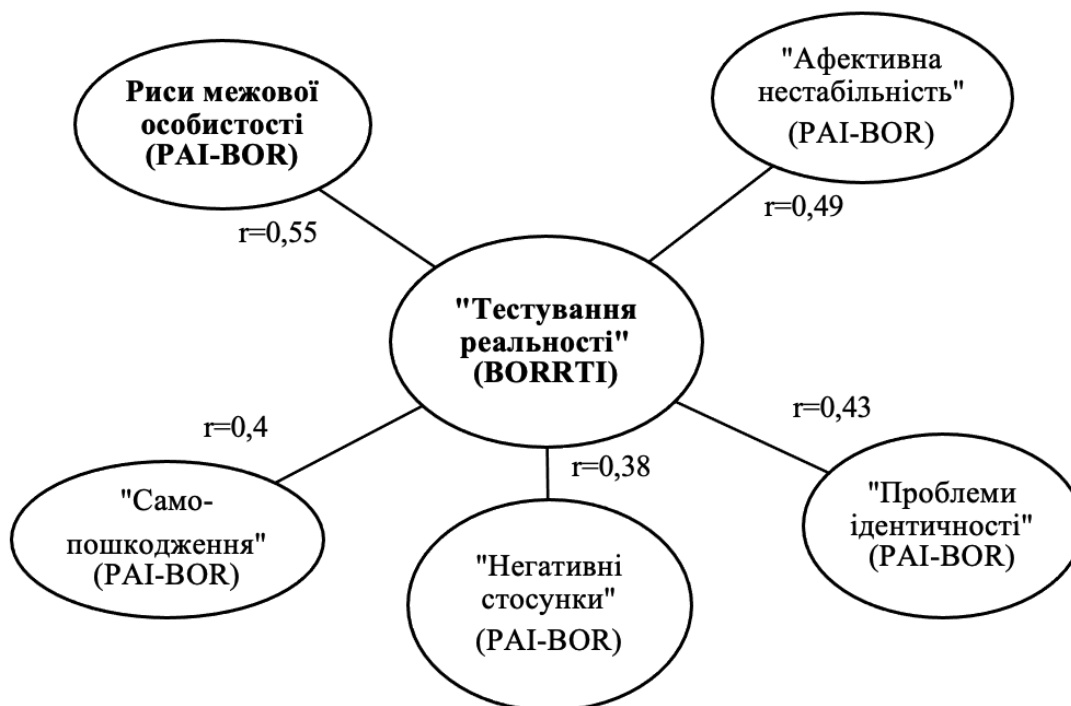 Риси межової
особистості
(PAI-BOR)
"Афективна
нестабільність"
(PAI-BOR)
r=0,55
r=0,49
"Тестування
реальності"
(BORRTI)
r=0,4
r=0,38
r=0,43
"Само-
пошкодження"
(PAI-BOR)
"Негативні
стосунки"
(PAI-BOR)
"Проблеми
ідентичності"
(PAI-BOR)